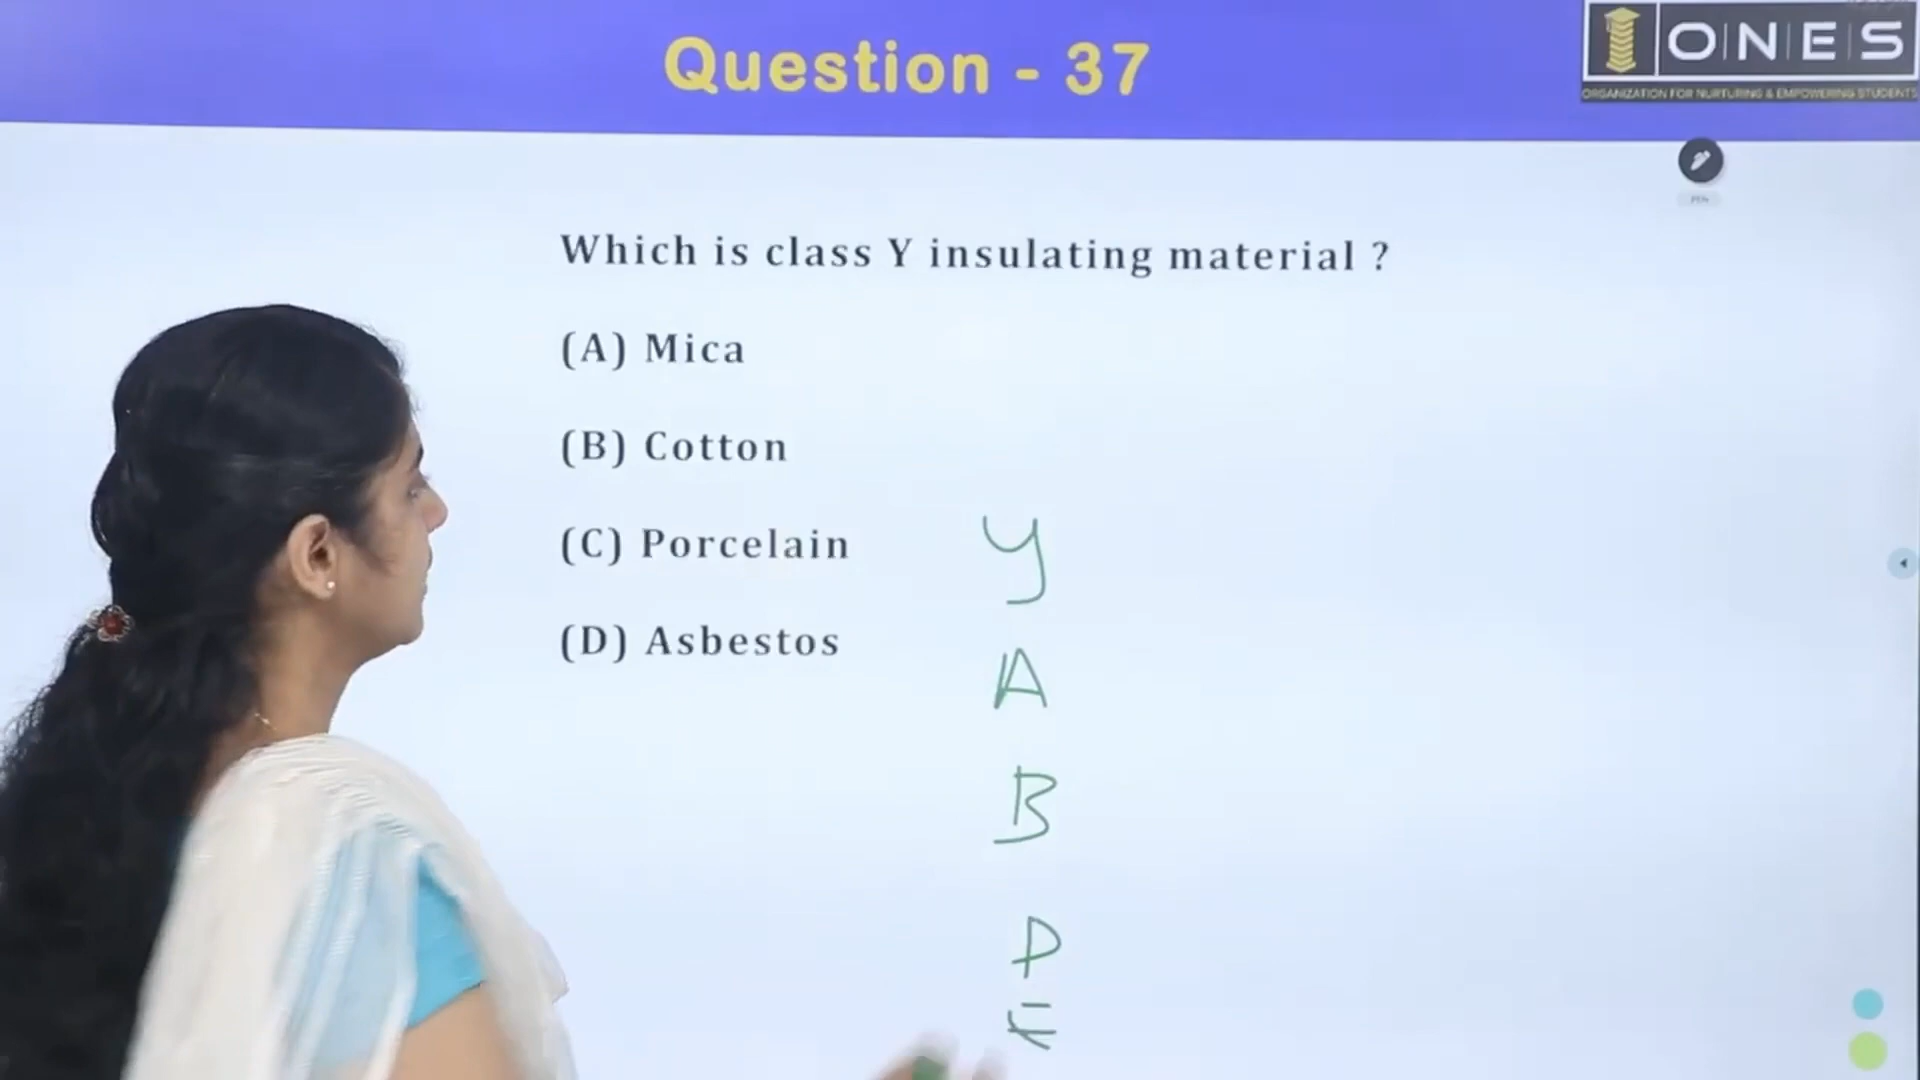 Question - 37
ONES
ORGANIZATION FOR NURTURING & EMPOWERING STUDENTS
Which is class Y insulating material ?
(A) Mica
(B) Cotton
(C) Porcelain
(D) Asbestos
Y
A
B
D
E